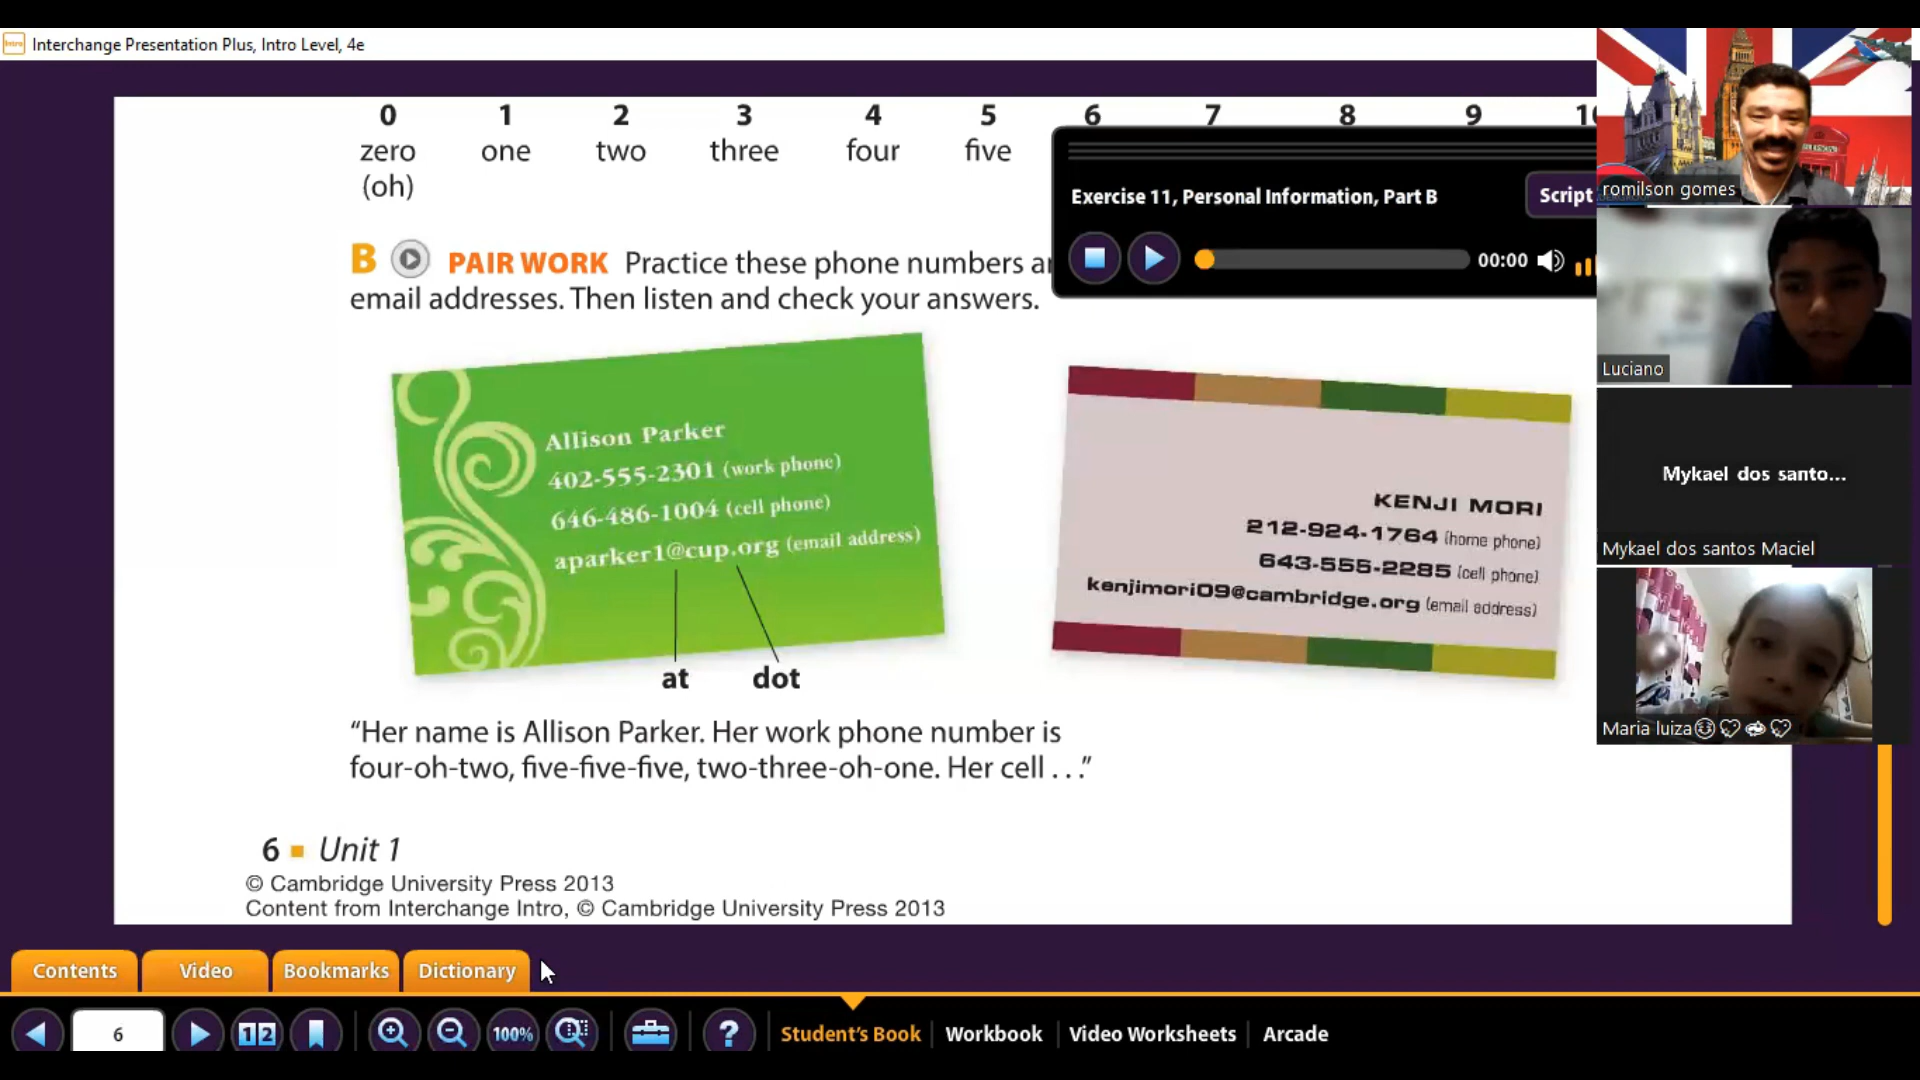 Interchange Presentation Plus, Intro Level, 4e
0 1 2 3 4 5 6 7 8 9
zero one two three four five
(oh)
Exercise 11, Personal Information, Part B
Script
00:00
B PAIR WORK Practice these phone numbers
email addresses. Then listen and check your answers.
Allison Parker
402-555-2301 (work phone)
646-486-1004 (cell phone)
aparker1@cup.org (email address)
at dot
KENJI MORI
212-924-1764 (home phone)
643-555-2285 (cell phone)
kenjimori09@cambridge.org (email address)
“Her name is Allison Parker. Her work phone number is
four-oh-two, five-five-five, two-three-oh-one. Her cell . . .”
6 ■ Unit 1
© Cambridge University Press 2013
Content from Interchange Intro, © Cambridge University Press 2013
romilson gomes
Luciano
Mykael dos santo...
Mykael dos santos Maciel
Maria luiza
Contents Video Bookmarks Dictionary
6 12 100% ? Student's Book Workbook Video Worksheets Arcade